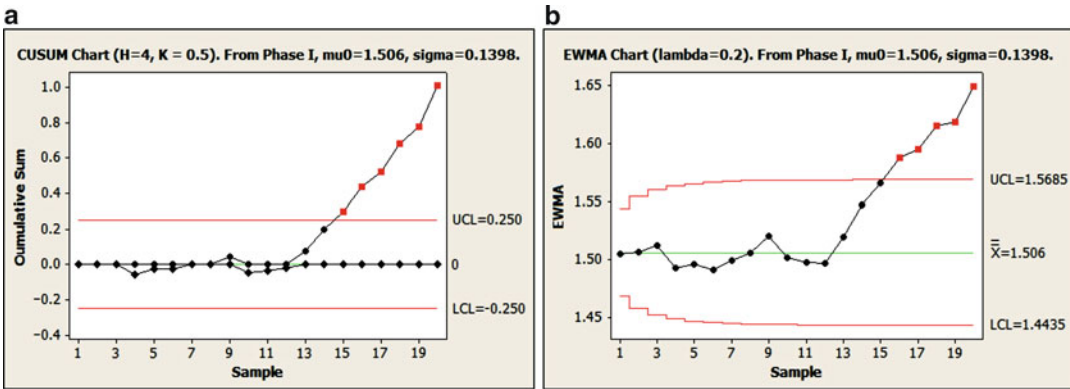 a
CUSUM Chart (H=4, K = 0.5). From Phase I, mu0=1.506, sigma=0.1398.
Cumulative Sum
1.0
0.8
0.6
0.4
0.2
0.0
−0.2
−0.4
UCL=0.250
0
LCL=-0.250
1 3 5 7 9 11 13 15 17 19
Sample
b
EWMA Chart (lambda=0.2). From Phase I, mu0=1.506, sigma=0.1398.
EWMA
1.65
1.60
1.55
1.50
1.45
UCL=1.5685
X̿=1.506
LCL=1.4435
1 3 5 7 9 11 13 15 17 19
Sample